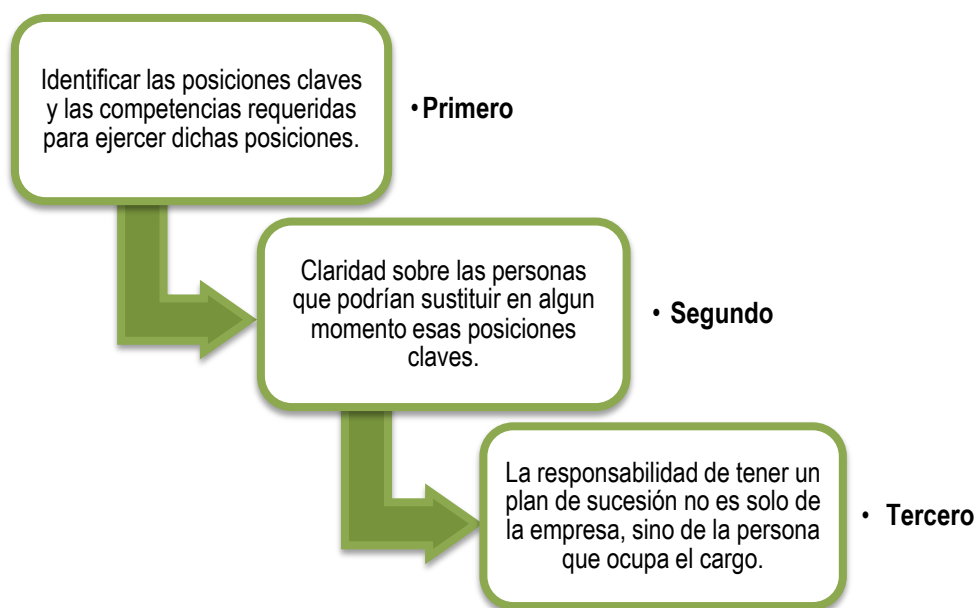 Identificar las posiciones claves
y las competencias requeridas
para ejercer dichas posiciones.
• Primero
Claridad sobre las personas
que podrían sustituir en algun
momento esas posiciones
claves.
• Segundo
La responsabilidad de tener un
plan de sucesión no es solo de
la empresa, sino de la persona
que ocupa el cargo.
• Tercero